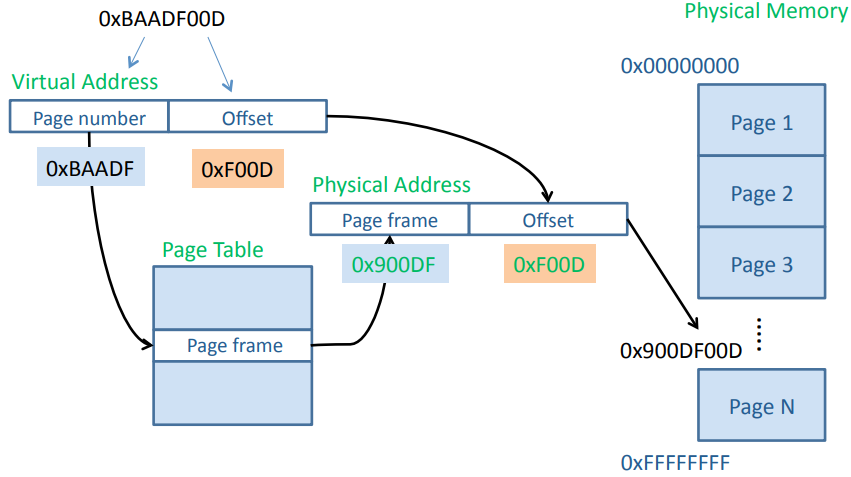 0xBAADF00D
Physical Memory
Virtual Address
0x00000000
Page number
Offset
Page 1
0xBAADF
0xF00D
Physical Address
Page 2
Page frame
Offset
Page Table
0x900DF
0xF00D
Page 3
Page frame
0x900DF00D
Page N
0xFFFFFFFF